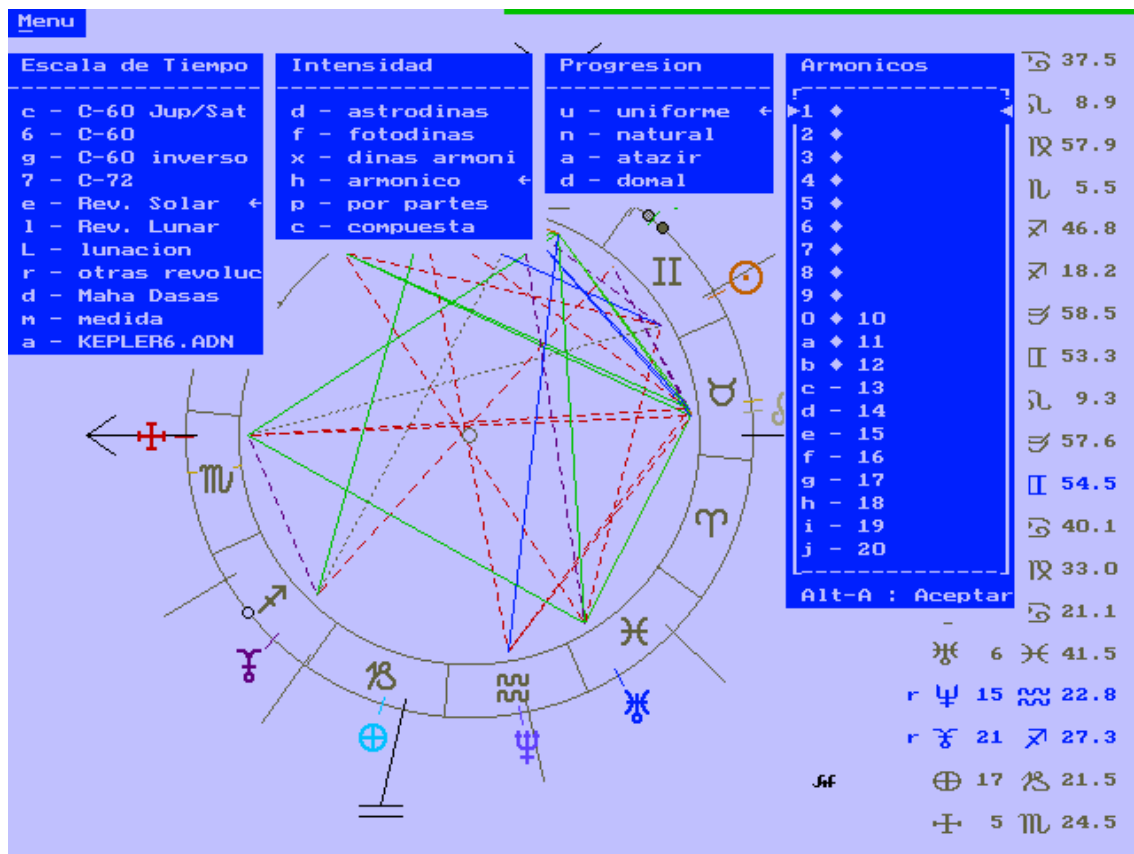 Menu
Escala de Tiempo
c - C-60 Jup/Sat
6 - C-60
g - C-60 inverso
7 - C-72
e - Rev. Solar ←
l - Rev. Lunar
L - lunacion
r - otras revoluc
d - Maha Dasas
m - medida
a - KEPLER6.ADN
Intensidad
d - astrodinas
f - fotodinas
x - dinas armoni
h - armonico ←
p - por partes
c - compuesta
Progresion
u - uniforme ←
n - natural
a - atazir
d - domal
Armonicos
1 ◆
2 ◆
3 ◆
4 ◆
5 ◆
6 ◆
7 ◆
8 ◆
9 ◆
0 ◆ 10
a ◆ 11
b ◆ 12
c - 13
d - 14
e - 15
f - 16
g - 17
h - 18
i - 19
j - 20
Alt-A : Aceptar
♋ 37.5
♌ 8.9
♑ 57.9
♏ 5.5
♐ 46.8
♐ 18.2
♉ 58.5
♊ 53.3
♌ 9.3
♉ 57.6
♊ 54.5
♋ 40.1
♑ 33.0
♋ 21.1
♅ 6 ♓ 41.5
r ♆ 15 ♒ 22.8
r 21 ♐ 27.3
⊕ 17 ♑ 21.5
5 ♏ 24.5
♊
☉
♉
♈
♓
♒
♑
♐
♏
♅
♆
⊕